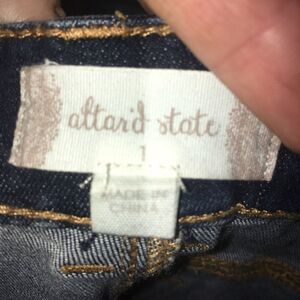 altar'd state
1
MADE IN
CHINA